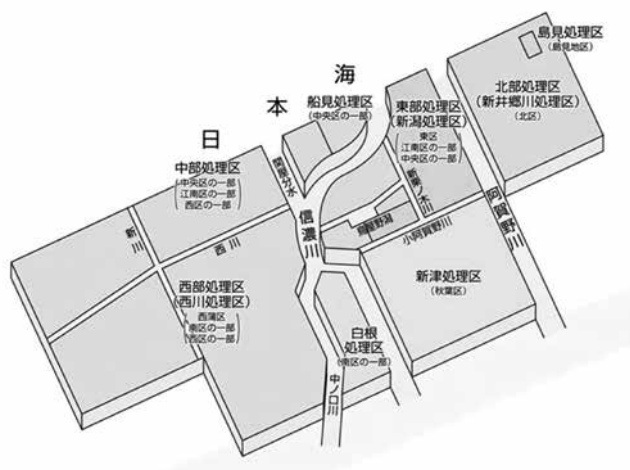 島見処理区
(島見地区)
北部処理区
(新井郷川処理区)
(北区)
日本海
船見処理区
(中央区の一部)
東部処理区
(新潟処理区)
(東区
江南区の一部
中央区の一部)
中部処理区
(中央区の一部
江南区の一部
西区の一部)
関屋分水
信濃川
鳥屋野潟
新栗ノ木川
小阿賀野川
阿賀野川
新川
西川
西部処理区
(西川処理区)
(西蒲区
南区の一部
西区の一部)
新津処理区
(秋葉区)
白根
処理区
(南区の一部)
中ノ口川